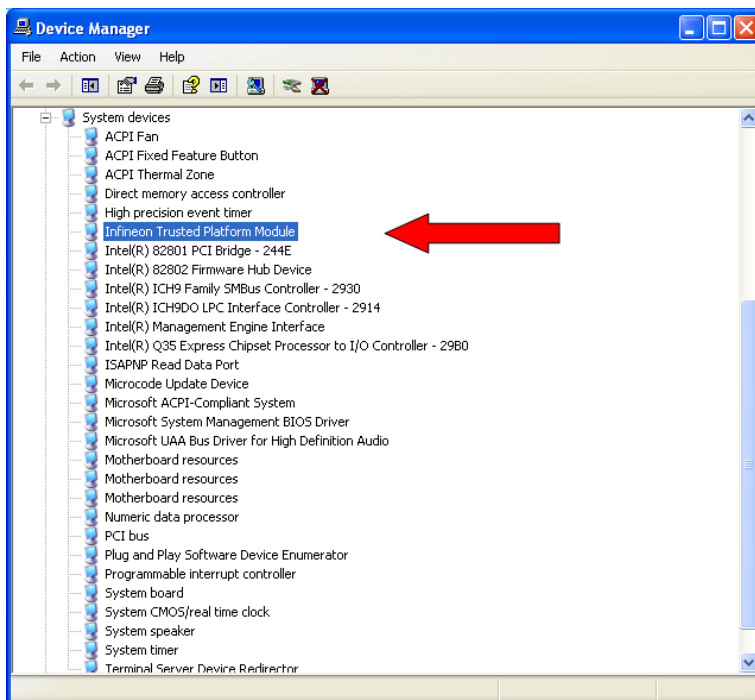 Device Manager
File Action View Help
System devices
ACPI Fan
ACPI Fixed Feature Button
ACPI Thermal Zone
Direct memory access controller
High precision event timer
Infineon Trusted Platform Module
Intel(R) 82801 PCI Bridge - 244E
Intel(R) 82802 Firmware Hub Device
Intel(R) ICH9 Family SMBus Controller - 2930
Intel(R) ICH9DO LPC Interface Controller - 2914
Intel(R) Management Engine Interface
Intel(R) Q35 Express Chipset Processor to I/O Controller - 29B0
ISAPNP Read Data Port
Microcode Update Device
Microsoft ACPI-Compliant System
Microsoft System Management BIOS Driver
Microsoft UAA Bus Driver for High Definition Audio
Motherboard resources
Motherboard resources
Motherboard resources
Numeric data processor
PCI bus
Plug and Play Software Device Enumerator
Programmable interrupt controller
System board
System CMOS/real time clock
System speaker
System timer
Terminal Server Device Redirector